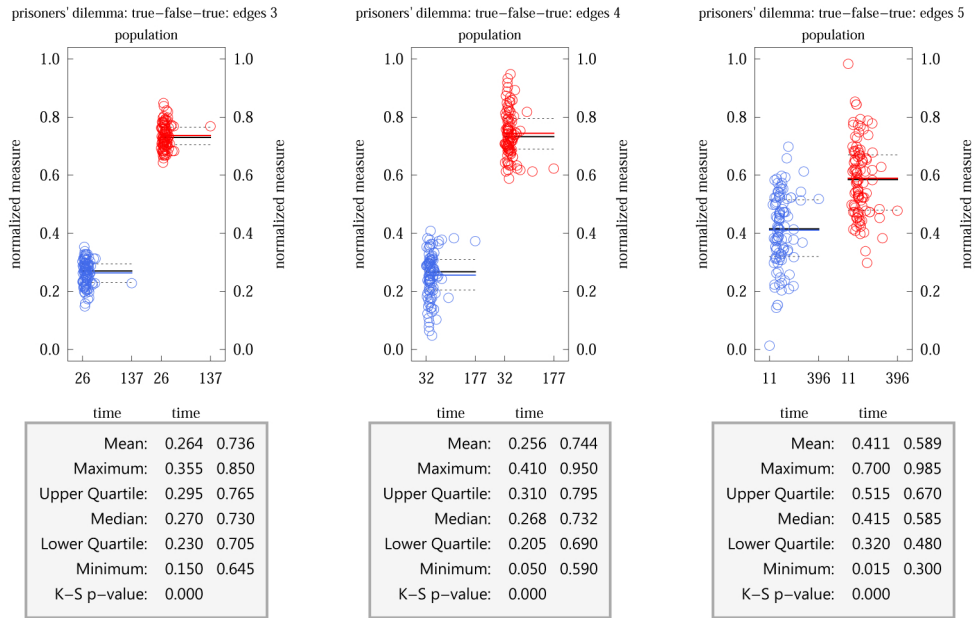 prisoners' dilemma: true−false−true: edges 3
population
1.0 1.0
0.8 0.8
0.6 0.6
0.4 0.4
0.2 0.2
0.0 0.0
normalized measure
normalized measure
26 137 26 137
time time
Mean: 0.264 0.736
Maximum: 0.355 0.850
Upper Quartile: 0.295 0.765
Median: 0.270 0.730
Lower Quartile: 0.230 0.705
Minimum: 0.150 0.645
K−S p−value: 0.000
prisoners' dilemma: true−false−true: edges 4
population
1.0 1.0
0.8 0.8
0.6 0.6
0.4 0.4
0.2 0.2
0.0 0.0
normalized measure
normalized measure
32 177 32 177
time time
Mean: 0.256 0.744
Maximum: 0.410 0.950
Upper Quartile: 0.310 0.795
Median: 0.268 0.732
Lower Quartile: 0.205 0.690
Minimum: 0.050 0.590
K−S p−value: 0.000
prisoners' dilemma: true−false−true: edges 5
population
1.0 1.0
0.8 0.8
0.6 0.6
0.4 0.4
0.2 0.2
0.0 0.0
normalized measure
normalized measure
11 396 11 396
time time
Mean: 0.411 0.589
Maximum: 0.700 0.985
Upper Quartile: 0.515 0.670
Median: 0.415 0.585
Lower Quartile: 0.320 0.480
Minimum: 0.015 0.300
K−S p−value: 0.000